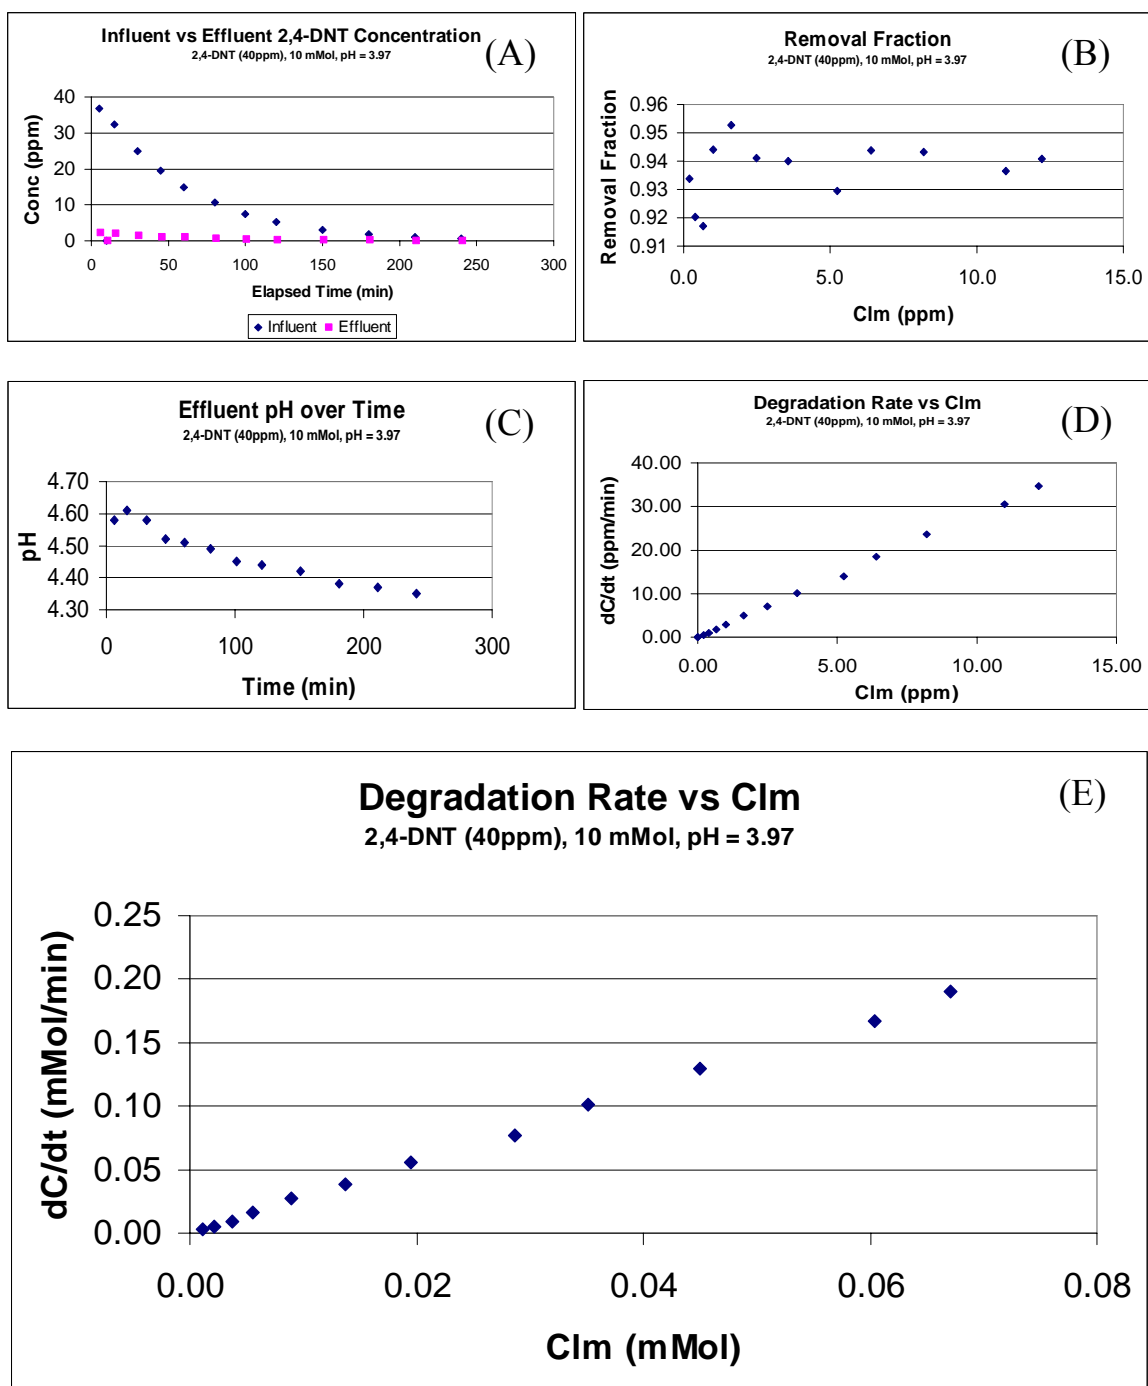 Influent vs Effluent 2,4-DNT Concentration
2,4-DNT (40ppm), 10 mMol, pH = 3.97
(A)
Conc (ppm)
40
30
20
10
0
0 50 100 150 200 250 300
Elapsed Time (min)
Influent Effluent
Removal Fraction
2,4-DNT (40ppm), 10 mMol, pH = 3.97
(B)
Removal Fraction
0.96
0.95
0.94
0.93
0.92
0.91
0.0 5.0 10.0 15.0
Clm (ppm)
Effluent pH over Time
2,4-DNT (40ppm), 10 mMol, pH = 3.97
(C)
pH
4.70
4.60
4.50
4.40
4.30
0 100 200 300
Time (min)
Degradation Rate vs Clm
2,4-DNT (40ppm), 10 mMol, pH = 3.97
(D)
dC/dt (ppm/min)
40.00
30.00
20.00
10.00
0.00
0.00 5.00 10.00 15.00
Clm (ppm)
Degradation Rate vs Clm
2,4-DNT (40ppm), 10 mMol, pH = 3.97
(E)
dC/dt (mMol/min)
0.25
0.20
0.15
0.10
0.05
0.00
0.00 0.02 0.04 0.06 0.08
Clm (mMol)